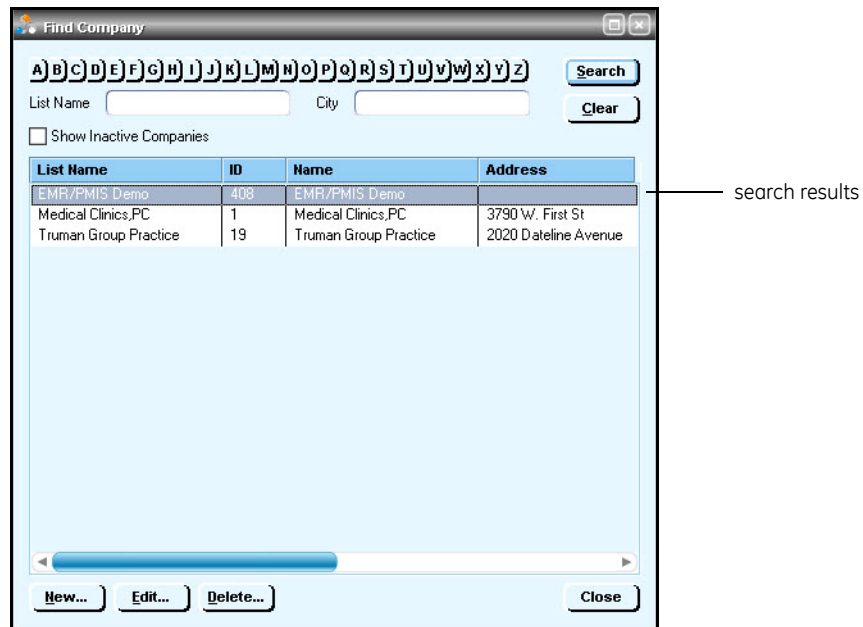 Find Company
A B C D E F G H I J K L M N O P Q R S T U V W X Y Z Search
List Name City Clear
Show Inactive Companies
List Name ID Name Address
EMR/PMIS Demo 408 EMR/PMIS Demo
search results
Medical Clinics,PC 1 Medical Clinics,PC 3790 W. First St
Truman Group Practice 19 Truman Group Practice 2020 Dateline Avenue
New... Edit... Delete... Close